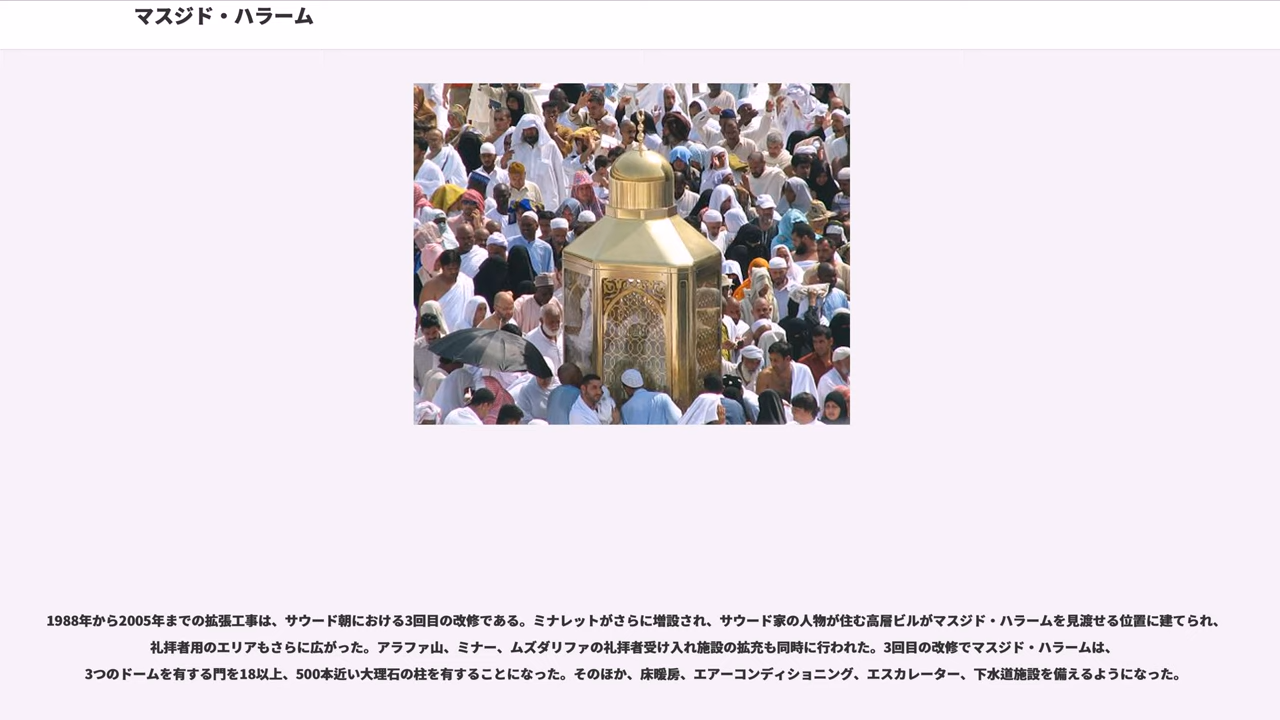 マスジド・ハラーム
1988年から2005年までの拡張工事は、サウード朝における3回目の改修である。ミナレットがさらに増設され、サウード家の人物が住む高層ビルがマスジド・ハラームを見渡せる位置に建てられ、
礼拝者用のエリアもさらに広がった。アラファ山、ミナー、ムズダリファの礼拝者受け入れ施設の拡充も同時に行われた。3回目の改修でマスジド・ハラームは、
3つのドームを有する門を18以上、500本近い大理石の柱を有することになった。そのほか、床暖房、エアーコンディショニング、エスカレーター、下水道施設を備えるようになった。